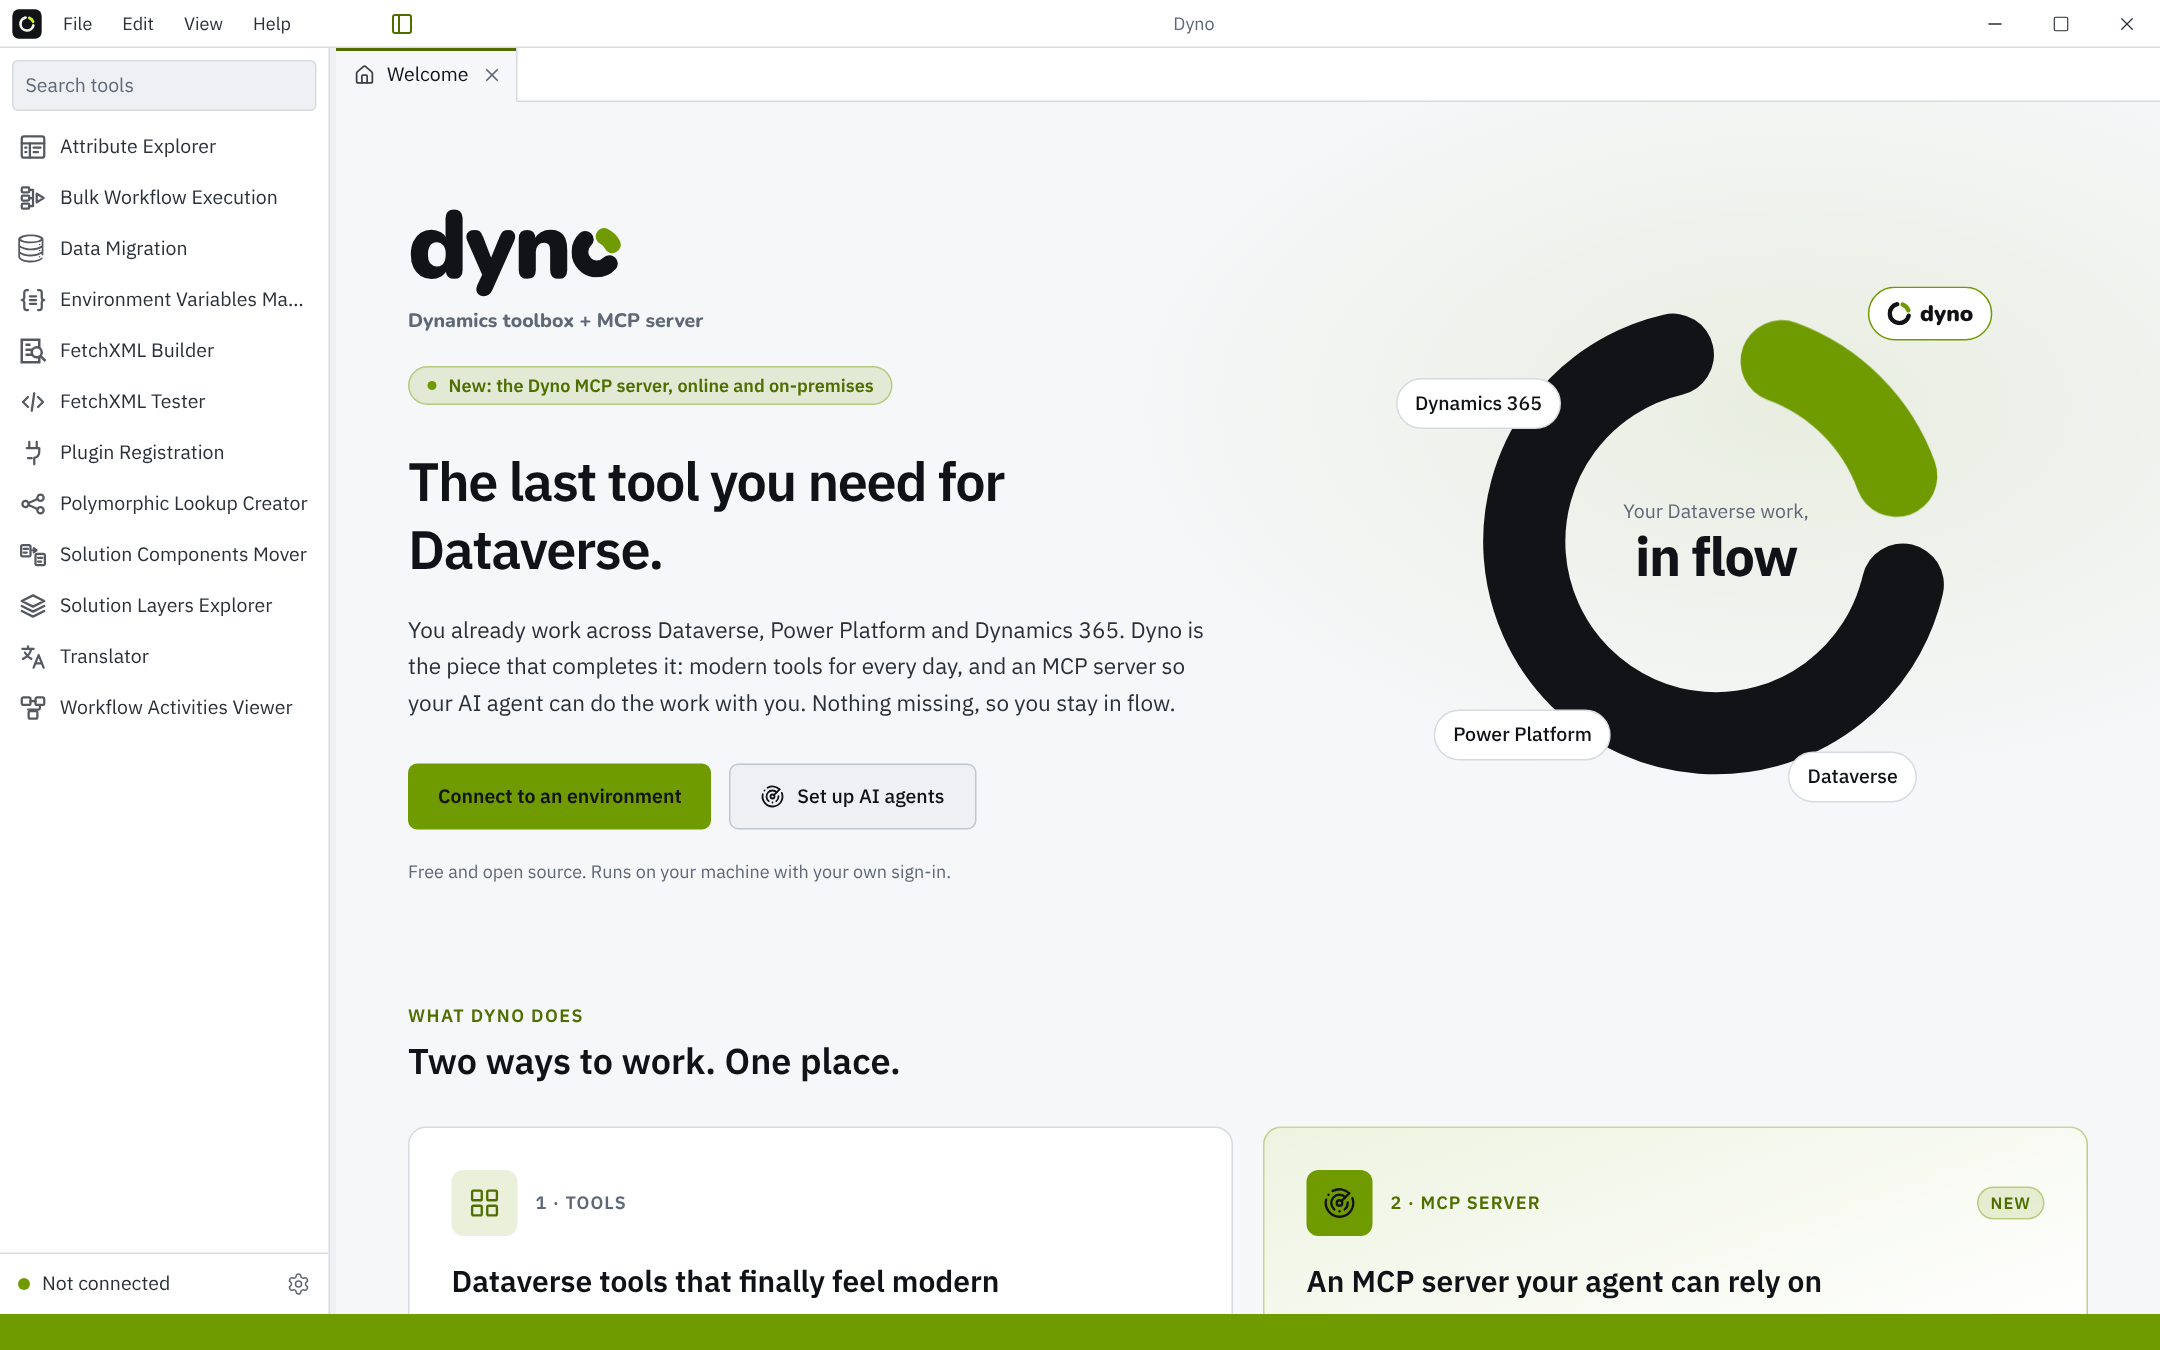 File Edit View Help
Dyno
Search tools
Attribute Explorer
Bulk Workflow Execution
Data Migration
Environment Variables Ma...
FetchXML Builder
FetchXML Tester
Plugin Registration
Polymorphic Lookup Creator
Solution Components Mover
Solution Layers Explorer
Translator
Workflow Activities Viewer
Not connected
Welcome
dyno
Dynamics toolbox + MCP server
New: the Dyno MCP server, online and on-premises
The last tool you need for
Dataverse.
You already work across Dataverse, Power Platform and Dynamics 365. Dyno is
the piece that completes it: modern tools for every day, and an MCP server so
your AI agent can do the work with you. Nothing missing, so you stay in flow.
Connect to an environment
Set up AI agents
Free and open source. Runs on your machine with your own sign-in.
dyno
Dynamics 365
Your Dataverse work,
in flow
Power Platform
Dataverse
WHAT DYNO DOES
Two ways to work. One place.
1 · TOOLS
Dataverse tools that finally feel modern
2 · MCP SERVER
NEW
An MCP server your agent can rely on